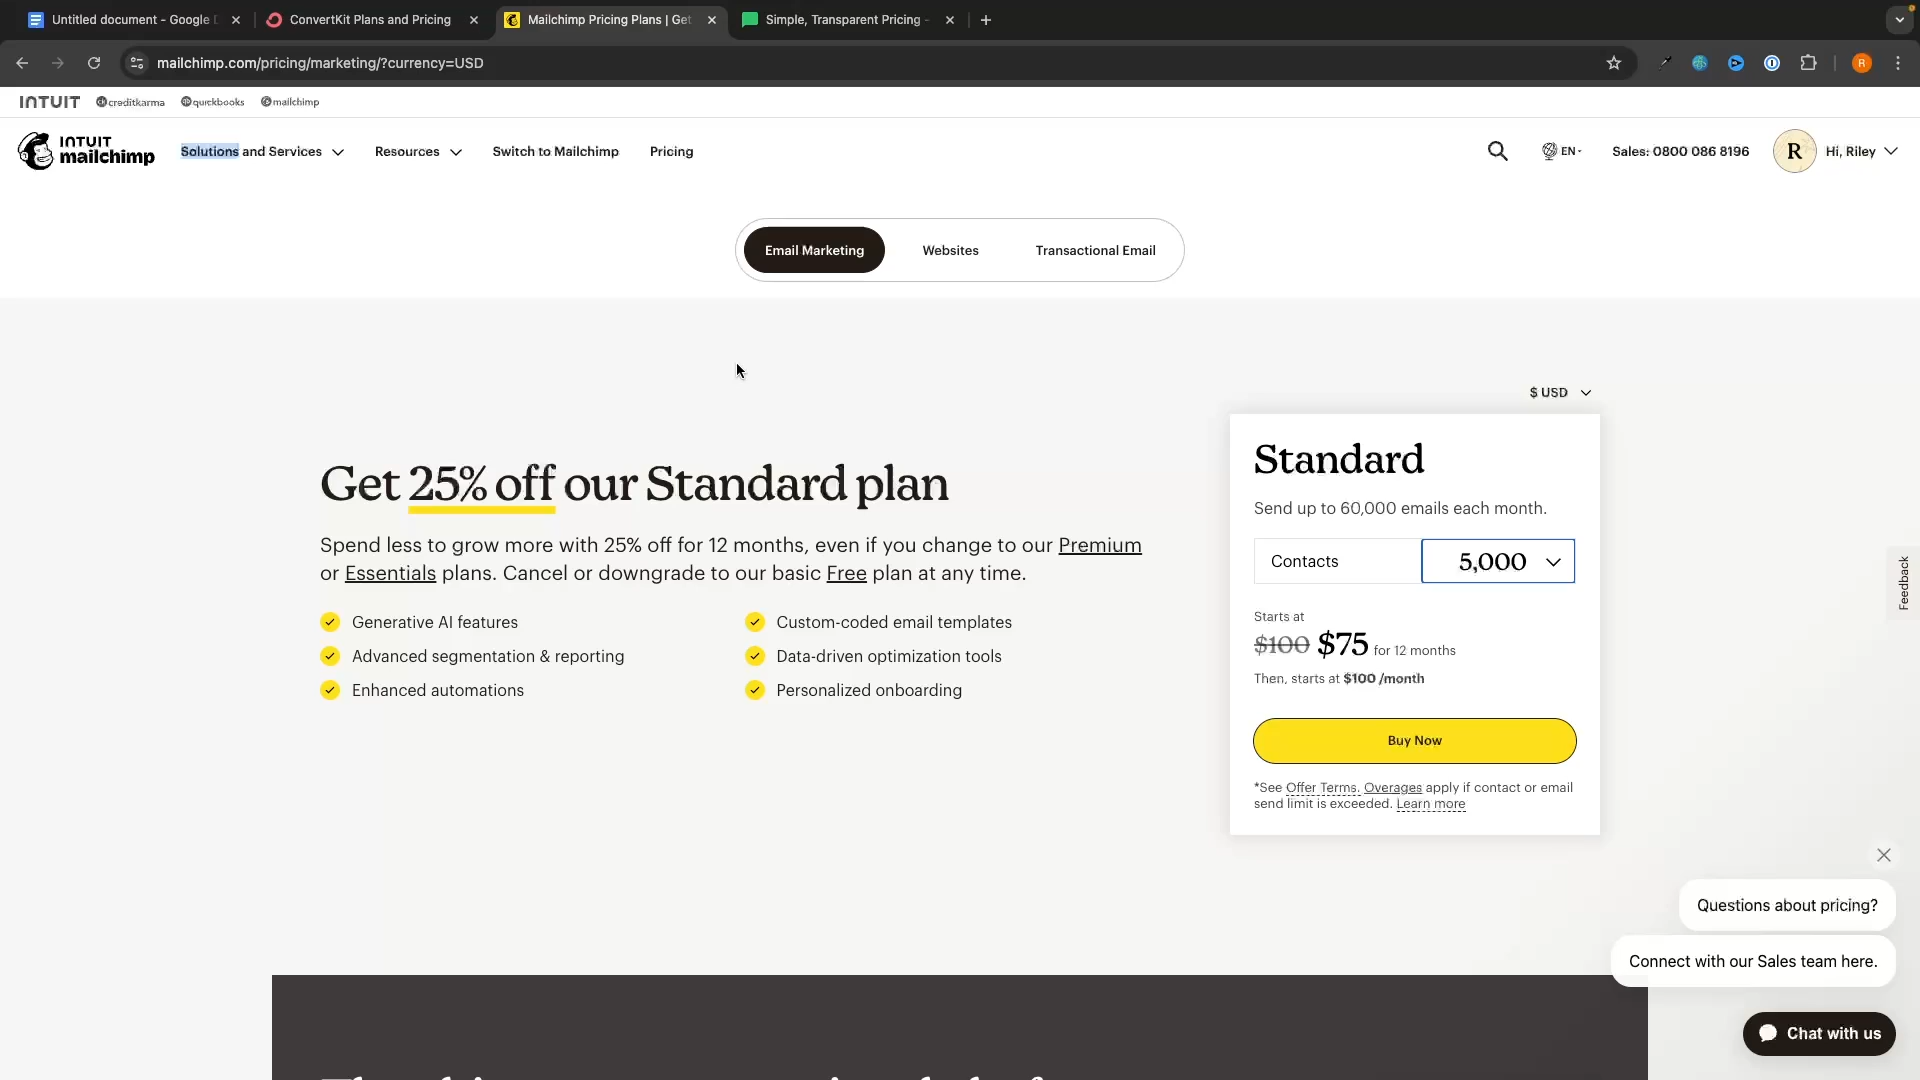 Untitled document - Google D
ConvertKit Plans and Pricing
Mailchimp Pricing Plans | Get
Simple, Transparent Pricing -
mailchimp.com/pricing/marketing/?currency=USD
R
INTUIT
creditkarma
quickbooks
mailchimp
INTUIT
mailchimp
Solutions and Services
Resources
Switch to Mailchimp
Pricing
EN
Sales: 0800 086 8196
R
Hi, Riley
Email Marketing
Websites
Transactional Email
$ USD
Get 25% off our Standard plan
Spend less to grow more with 25% off for 12 months, even if you change to our Premium
or Essentials plans. Cancel or downgrade to our basic Free plan at any time.
Generative AI features
Custom-coded email templates
Advanced segmentation & reporting
Data-driven optimization tools
Enhanced automations
Personalized onboarding
Standard
Send up to 60,000 emails each month.
Contacts
5,000
Starts at
$100 $75 for 12 months
Then, starts at $100 /month
Buy Now
*See Offer Terms. Overages apply if contact or email
send limit is exceeded. Learn more
Feedback
Questions about pricing?
Connect with our Sales team here.
Chat with us